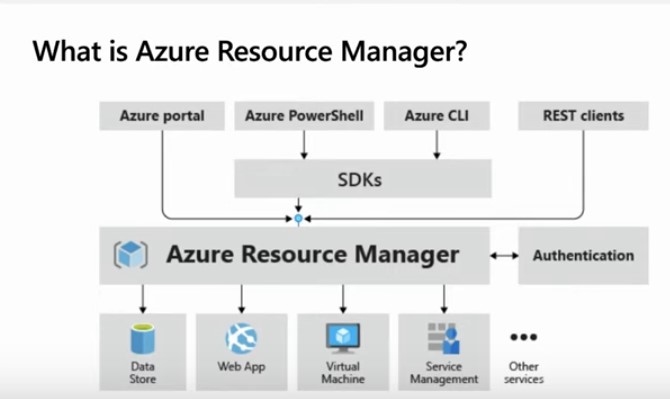 What is Azure Resource Manager?
Azure portal
Azure PowerShell
Azure CLI
REST clients
SDKs
Azure Resource Manager
Authentication
Data
Store
Web App
Virtual
Machine
Service
Management
Other
services